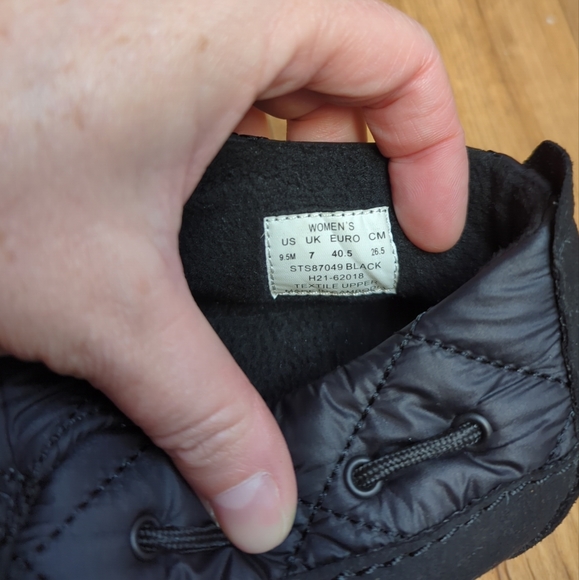 WOMEN'S
US UK EURO CM
9.5M 7 40.5 26.5
STS87049 BLACK
H21-62018
TEXTILE UPPER